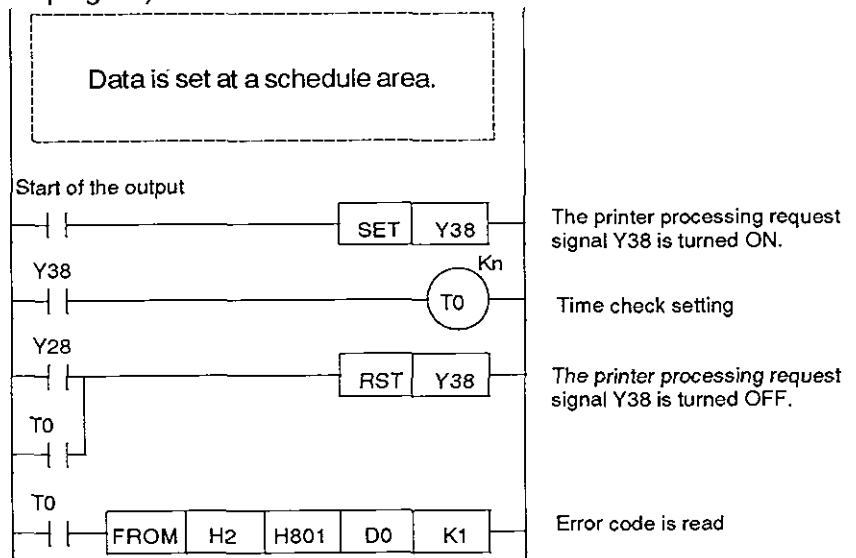 Data is set at a schedule area.
Start of the output
SET Y38
The printer processing request
signal Y38 is turned ON.
Y38
Kn
T0
Time check setting
Y28
RST Y38
The printer processing request
signal Y38 is turned OFF.
T0
T0
FROM H2 H801 D0 K1
Error code is read